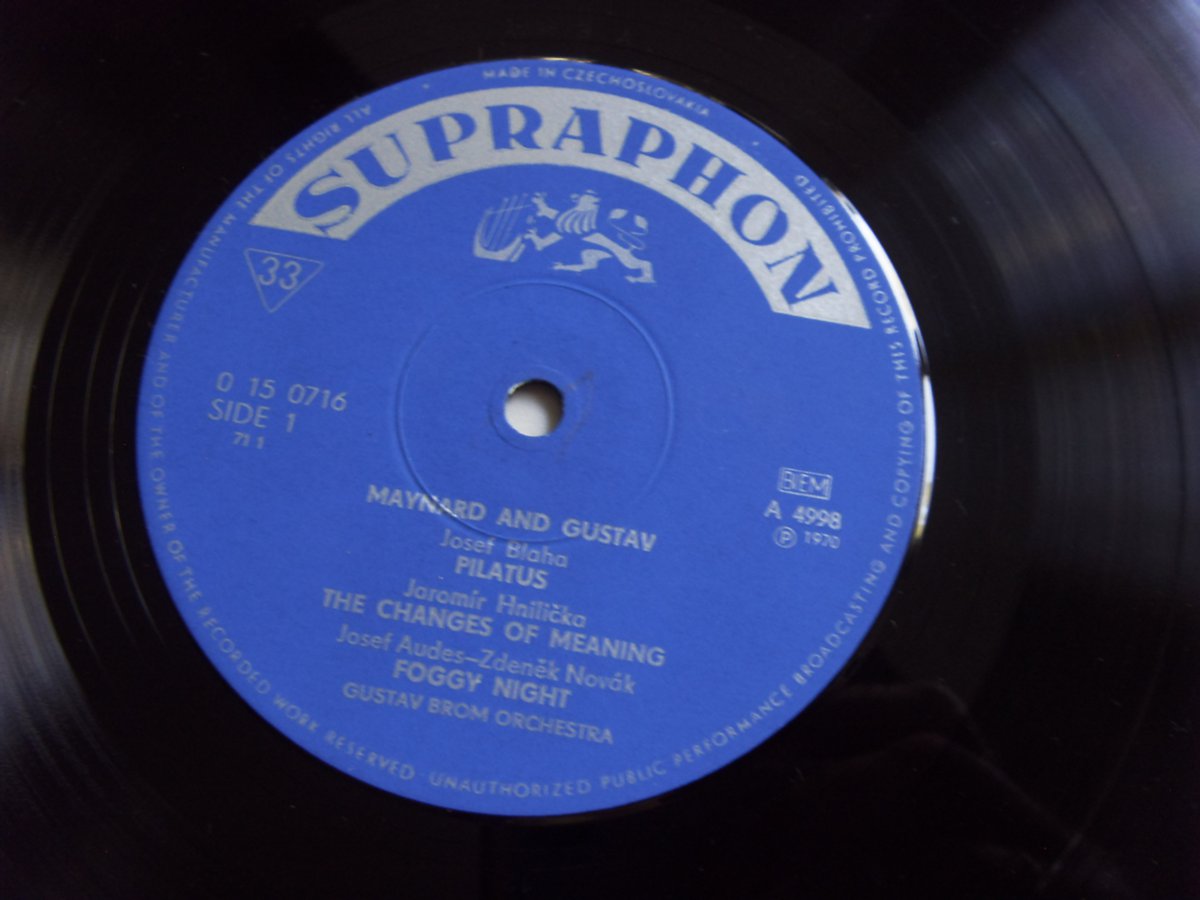 MADE IN CZECHOSLOVAKIA
SUPRAPHON
33
O 15 0716
SIDE 1
71 1
BIEM
A 4998
Ⓟ 1970
MAYNARD AND GUSTAV
Josef Blaha
PILATUS
Jaromír Hnilička
THE CHANGES OF MEANING
Josef Audes–Zdeněk Novák
FOGGY NIGHT
GUSTAV BROM ORCHESTRA
ALL RIGHTS OF THE MANUFACTURER AND OF THE OWNER OF THE RECORDED WORK RESERVED UNAUTHORIZED PUBLIC PERFORMANCE BROADCASTING AND COPYING OF THIS RECORD PROHIBITED